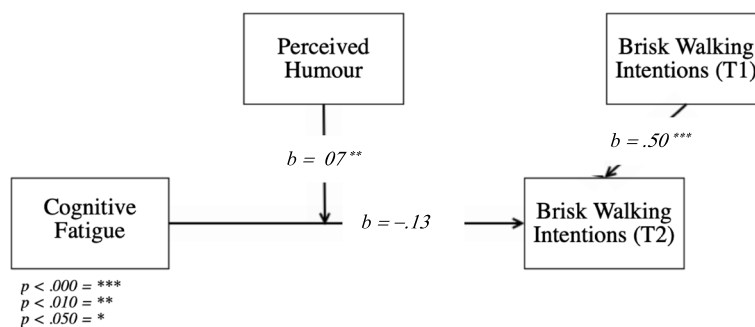 Perceived
Humour
Brisk Walking
Intentions (T1)
b = 07**
b = .50***
Cognitive
Fatigue
b = –.13
Brisk Walking
Intentions (T2)
p < .000 = ***
p < .010 = **
p < .050 = *